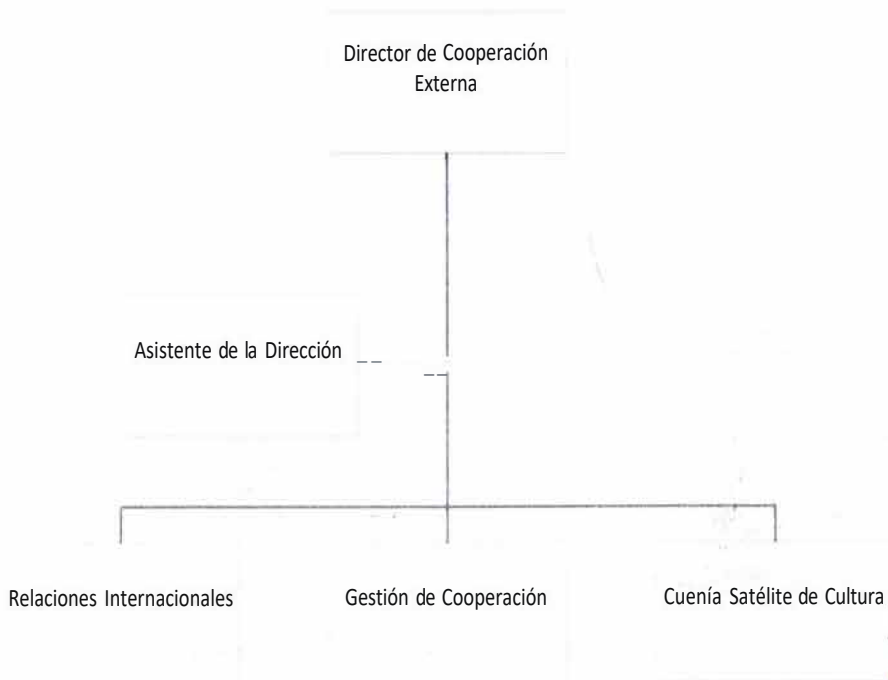 Director de Cooperación
Externa
Asistente de la Dirección
Relaciones Internacionales
Gestión de Cooperación
Cuenía Satélite de Cultura